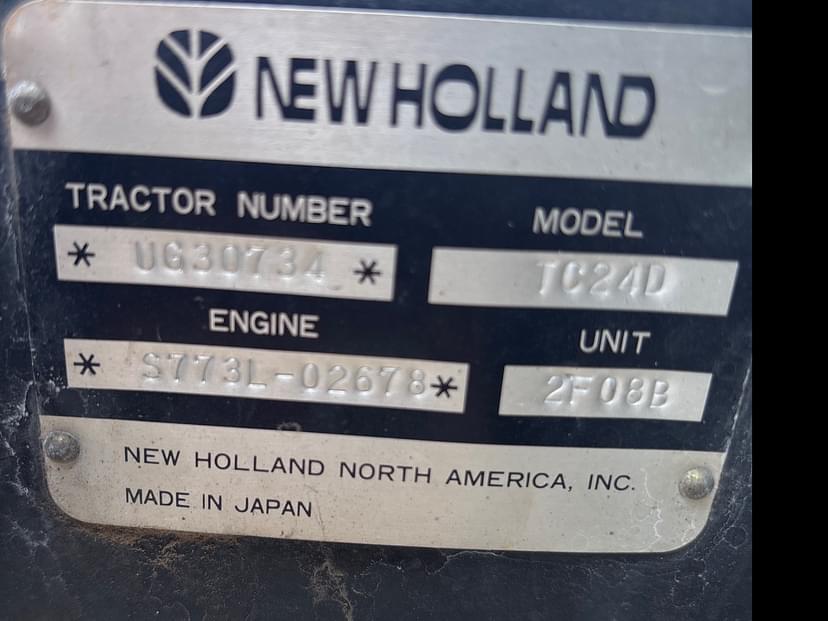 NEW HOLLAND
TRACTOR NUMBER MODEL
* UG30734 * TC24D
ENGINE UNIT
* S773L-02678* 2F08B
NEW HOLLAND NORTH AMERICA, INC.
MADE IN JAPAN